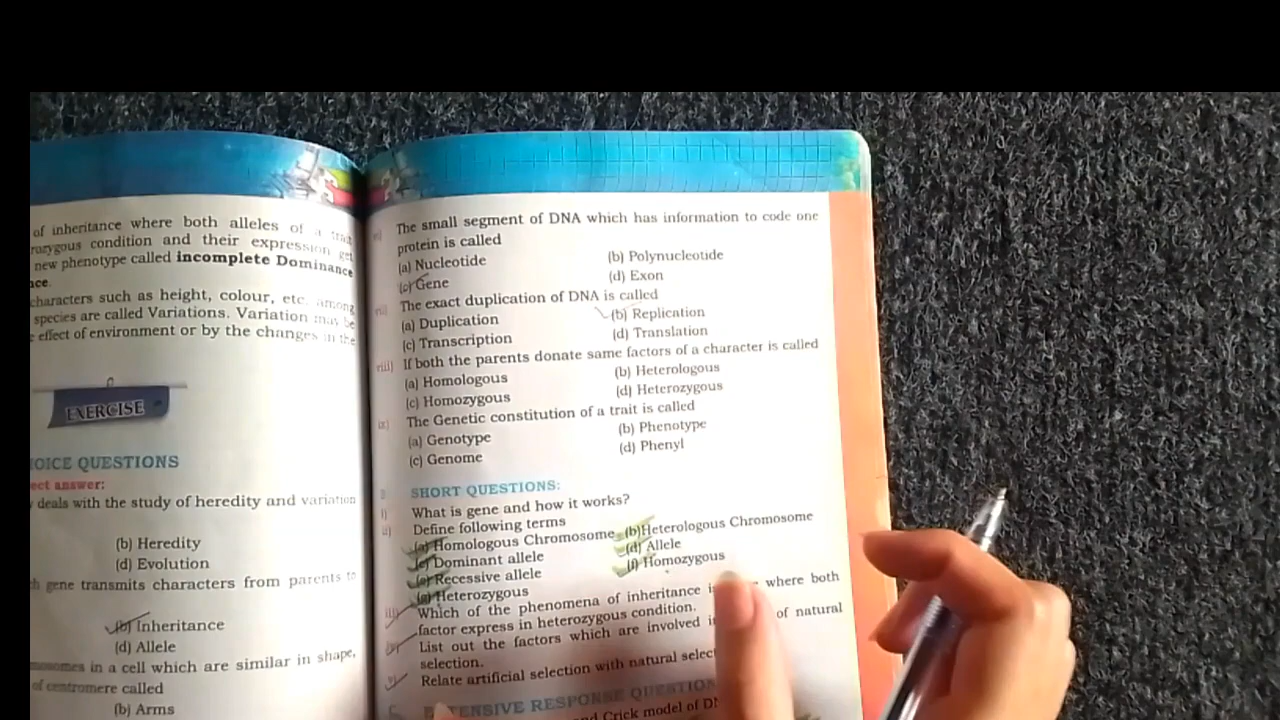 of inheritance where both alleles of a trait
rozygous condition and their expression get
new phenotype called incomplete Dominance
nce.
characters such as height, colour, etc. among
species are called Variations. Variation may be
effect of environment or by the changes in the
EXERCISE
HOICE QUESTIONS
ect answer:
deals with the study of heredity and variation
(b) Heredity
(d) Evolution
gene transmits characters from parents to
(b) Inheritance
(d) Allele
mosomes in a cell which are similar in shape,
of centromere called
(b) Arms
The small segment of DNA which has information to code one
protein is called
(a) Nucleotide (b) Polynucleotide
(c) Gene (d) Exon
vii) The exact duplication of DNA is called
(a) Duplication (b) Replication
(c) Transcription (d) Translation
viii) If both the parents donate same factors of a character is called
(a) Homologous (b) Heterologous
(c) Homozygous (d) Heterozygous
ix) The Genetic constitution of a trait is called
(a) Genotype (b) Phenotype
(c) Genome (d) Phenyl
SHORT QUESTIONS:
i) What is gene and how it works?
ii) Define following terms
(a) Homologous Chromosome (b)Heterologous Chromosome
(c) Dominant allele (d) Allele
(e) Recessive allele (f) Homozygous
(g) Heterozygous
iii) Which of the phenomena of inheritance where both
factor express in heterozygous condition.
List out the factors which are involved of natural
selection.
Relate artificial selection with natural
C. EXTENSIVE RESPONSE
and Crick model of